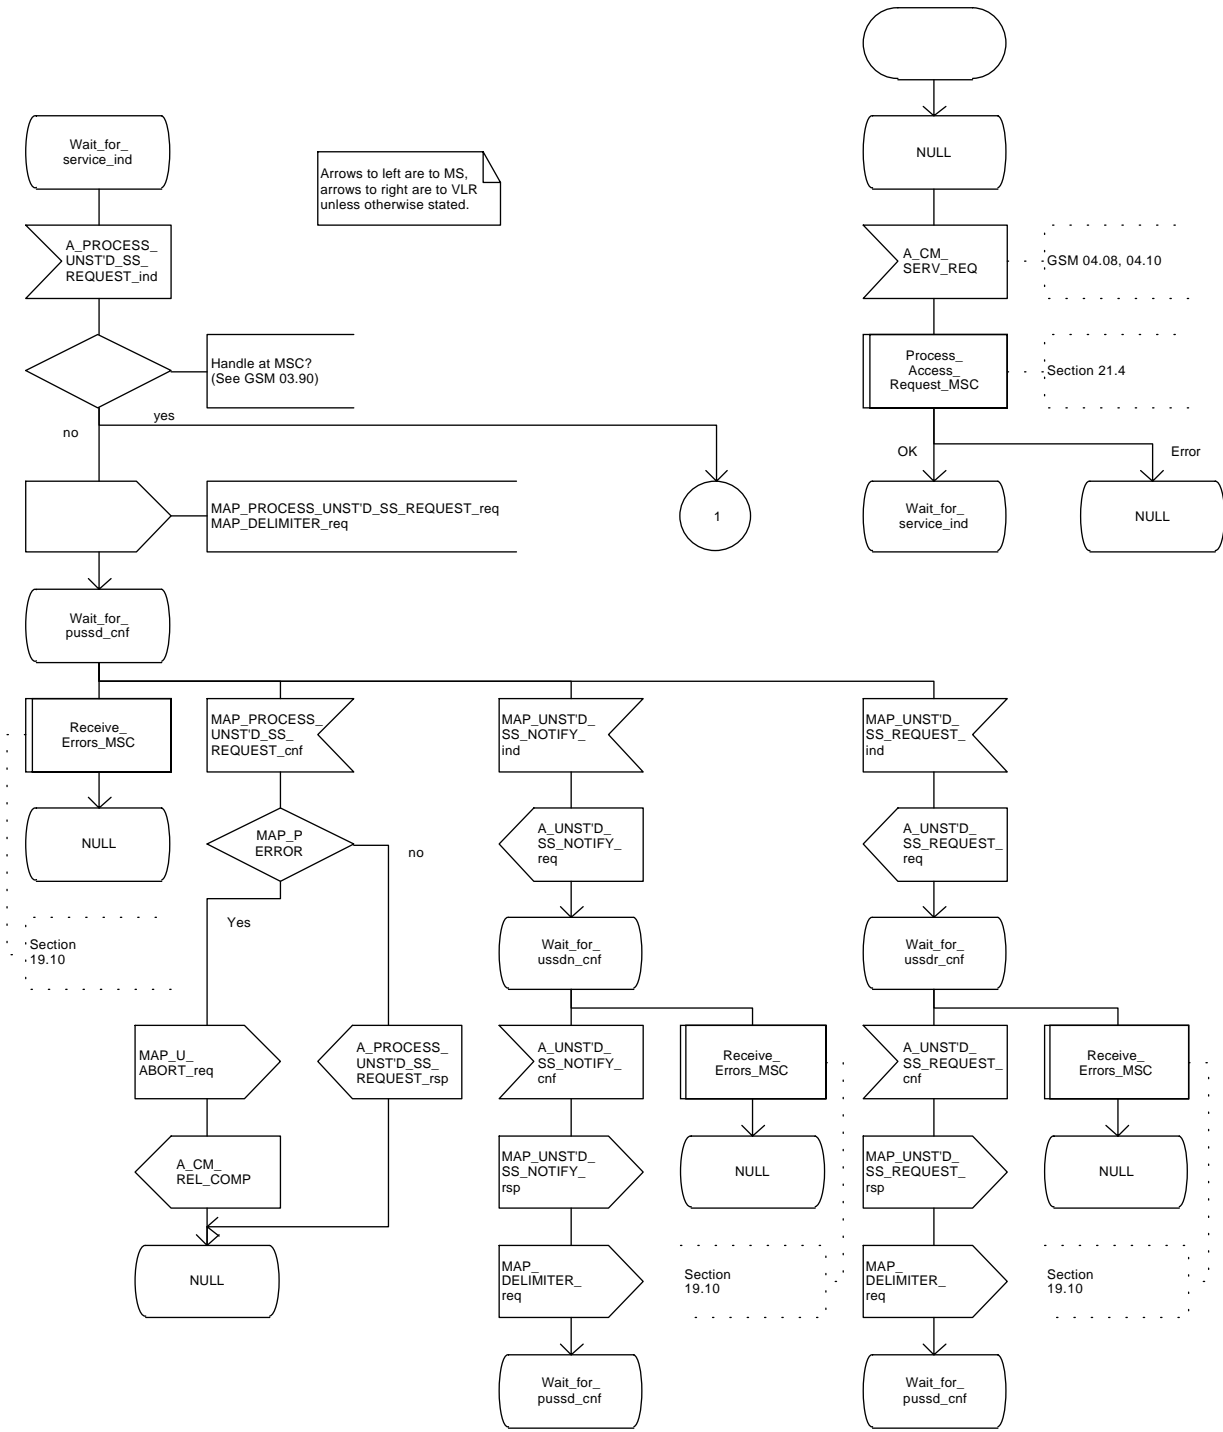 NULL
Wait_for_
service_ind
Arrows to left are to MS,
arrows to right are to VLR
unless otherwise stated.
A_PROCESS_
UNST'D_SS_
REQUEST_ind
A_CM_
SERV_REQ
GSM 04.08, 04.10
Handle at MSC?
(See GSM 03.90)
Process_
Access_
Request_MSC
Section 21.4
yes
no
OK
Error
MAP_PROCESS_UNST'D_SS_REQUEST_req
MAP_DELIMITER_req
1
Wait_for_
service_ind
NULL
Wait_for_
pussd_cnf
Receive_
Errors_MSC
MAP_PROCESS_
UNST'D_SS_
REQUEST_cnf
MAP_UNST'D_
SS_NOTIFY_
ind
MAP_UNST'D_
SS_REQUEST_
ind
NULL
MAP_P
ERROR
no
A_UNST'D_
SS_NOTIFY_
req
A_UNST'D_
SS_REQUEST_
req
Yes
Section
19.10
Wait_for_
ussdn_cnf
Wait_for_
ussdr_cnf
MAP_U_
ABORT_req
A_PROCESS_
UNST'D_SS_
REQUEST_rsp
A_UNST'D_
SS_NOTIFY_
cnf
Receive_
Errors_MSC
A_UNST'D_
SS_REQUEST_
cnf
Receive_
Errors_MSC
A_CM_
REL_COMP
MAP_UNST'D_
SS_NOTIFY_
rsp
NULL
MAP_UNST'D_
SS_REQUEST_
rsp
NULL
NULL
MAP_
DELIMITER_
req
Section
19.10
MAP_
DELIMITER_
req
Section
19.10
Wait_for_
pussd_cnf
Wait_for_
pussd_cnf